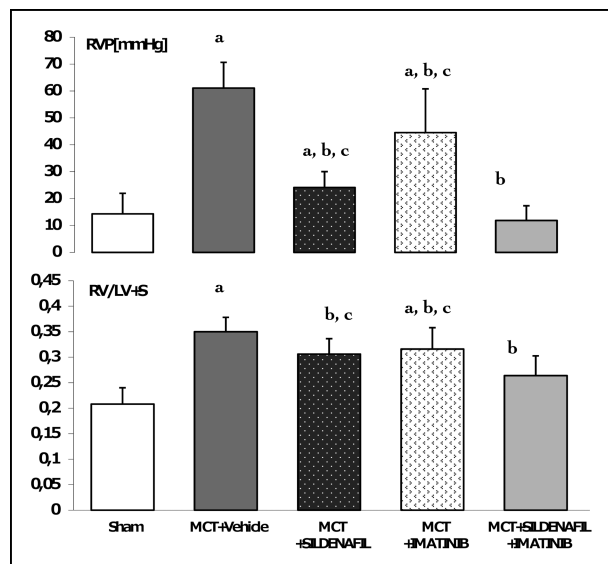 RVP[mmHg]
80
70
60
50
40
30
20
10
0
a
a, b, c
a, b, c
b
RV/LV+S
0,45
0,4
0,35
0,3
0,25
0,2
0,15
0,1
0,05
0
a
b, c
a, b, c
b
Sham
MCT+Vehicle
MCT
+SILDENAFIL
MCT
+IMATINIB
MCT+SILDENAFIL
+IMATINIB